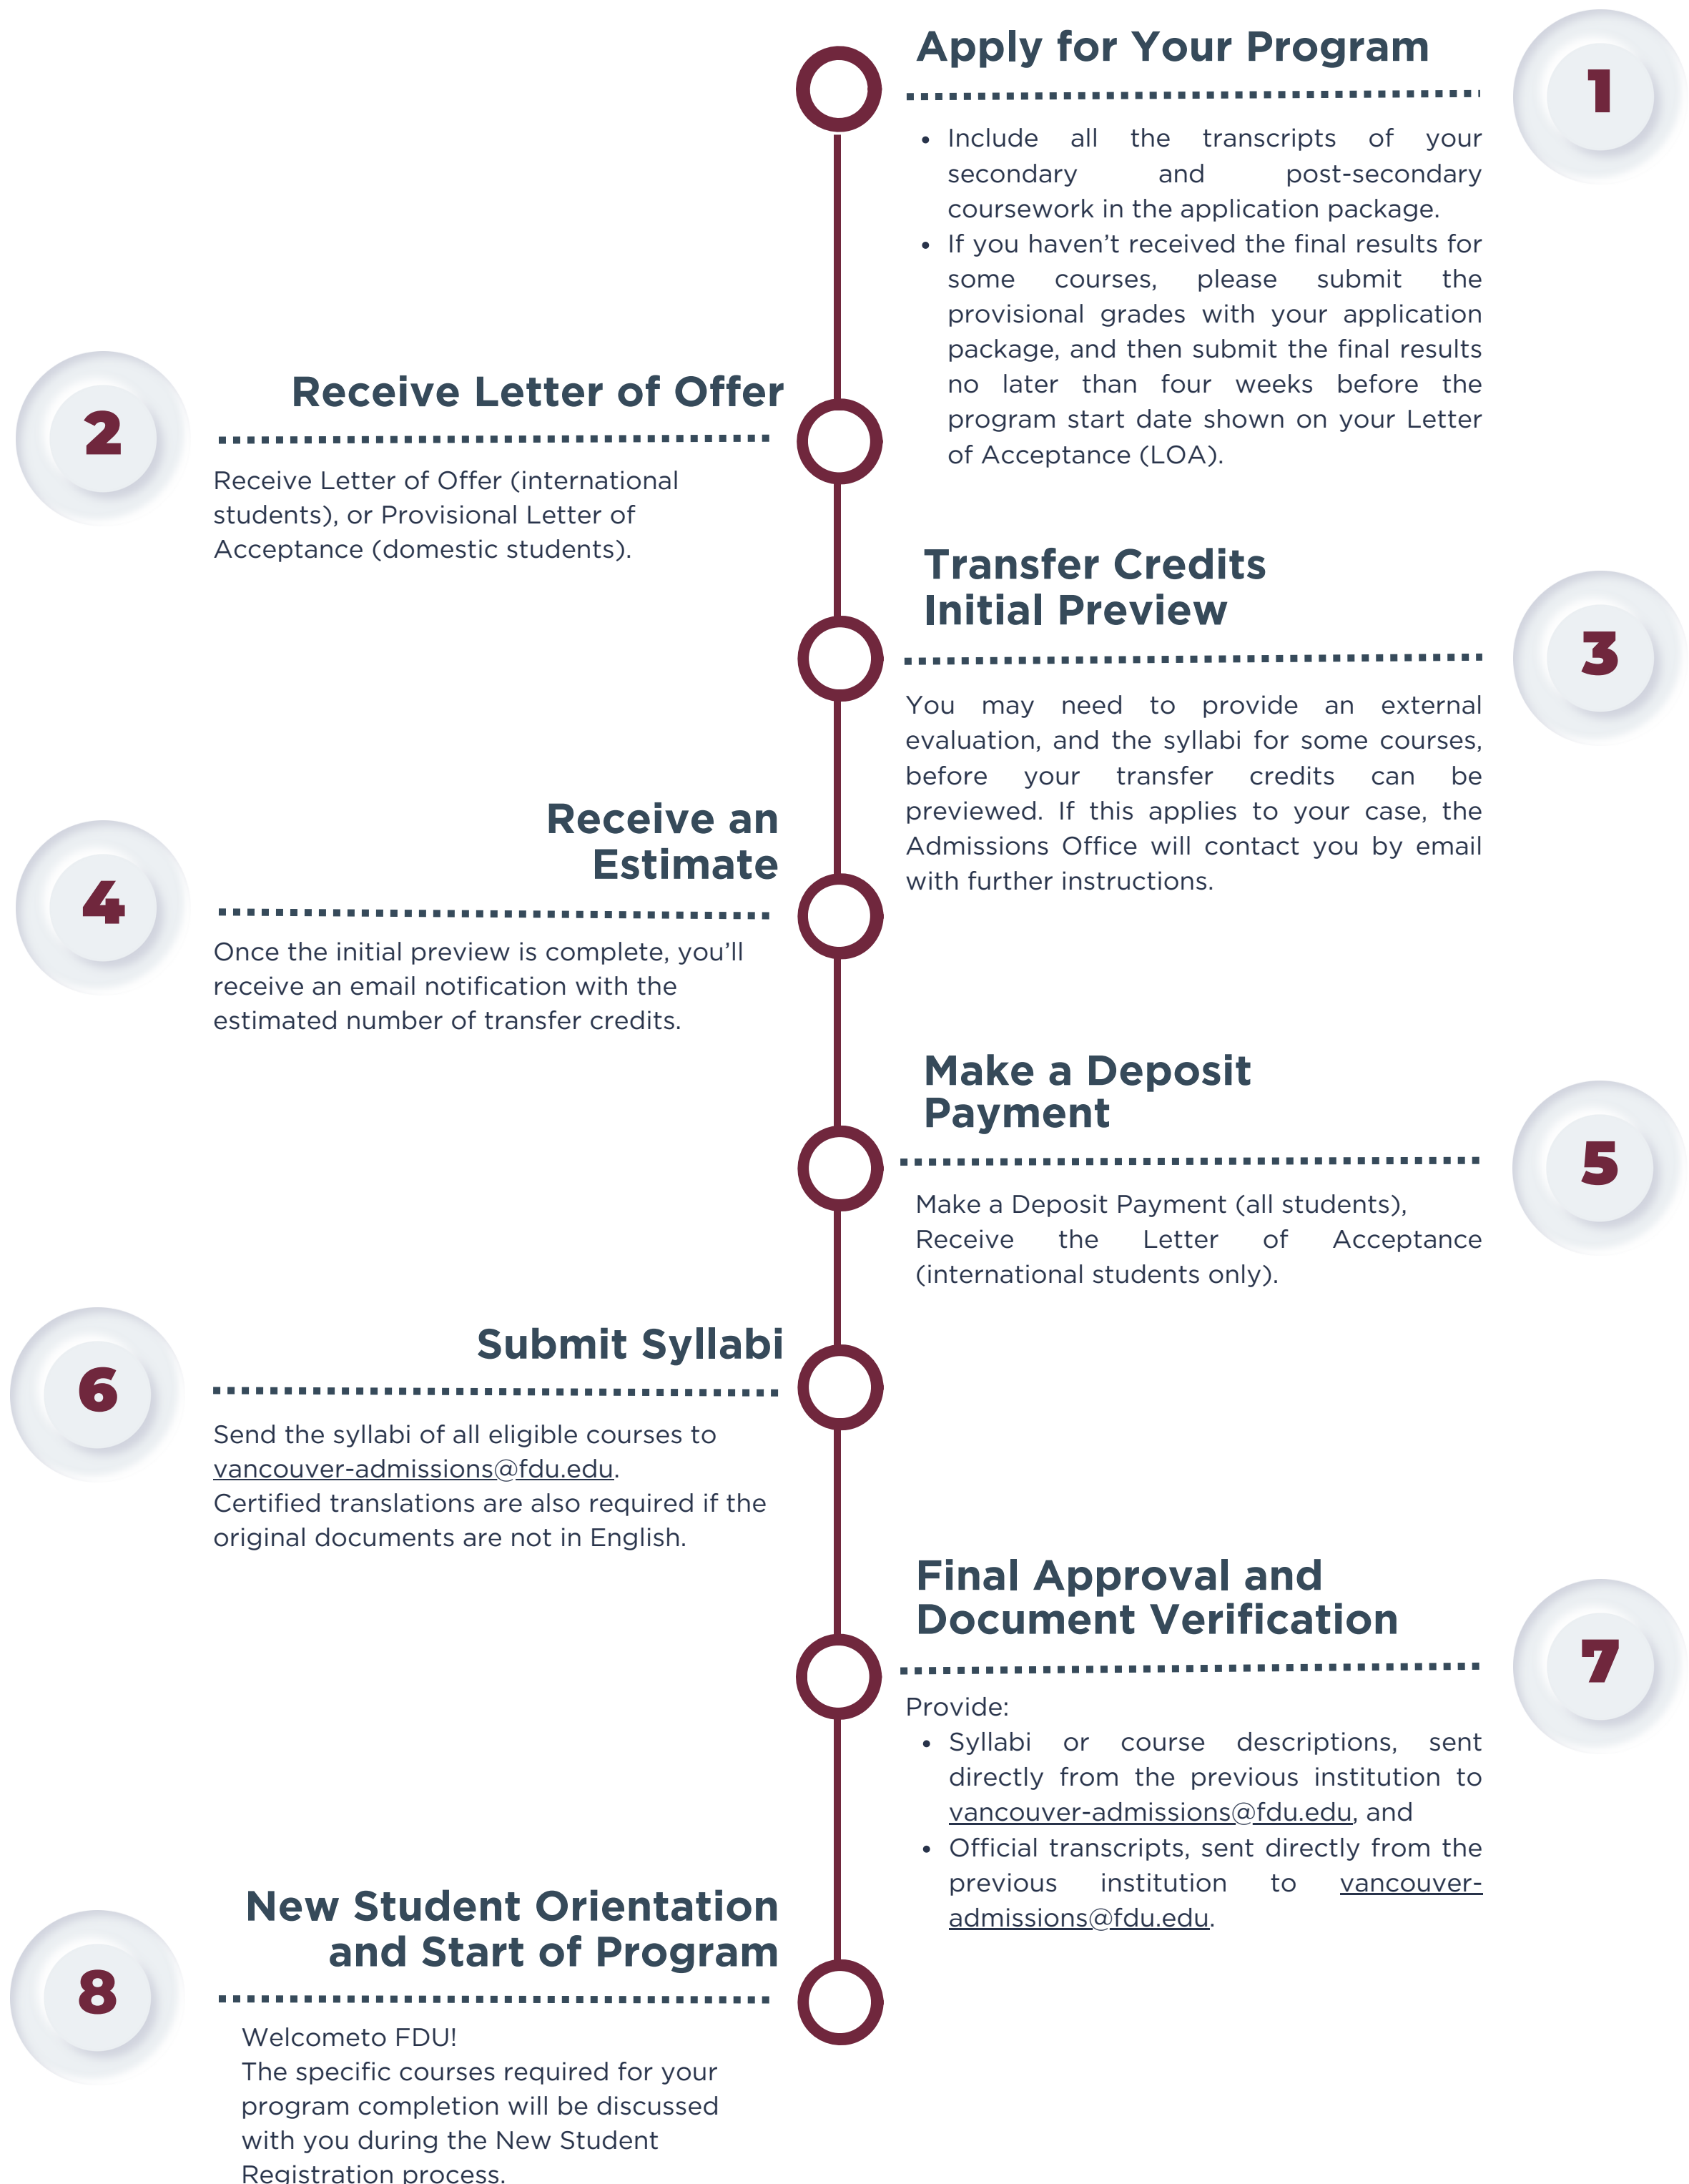 Apply for Your Program
1
• Include all the transcripts of your
secondary and post-secondary
coursework in the application package.
• If you haven’t received the final results for
some courses, please submit the
provisional grades with your application
package, and then submit the final results
no later than four weeks before the
program start date shown on your Letter
of Acceptance (LOA).
2
Receive Letter of Offer
Receive Letter of Offer (international
students), or Provisional Letter of
Acceptance (domestic students).
Transfer Credits
Initial Preview
3
You may need to provide an external
evaluation, and the syllabi for some courses,
before your transfer credits can be
previewed. If this applies to your case, the
Admissions Office will contact you by email
with further instructions.
Receive an
Estimate
4
Once the initial preview is complete, you’ll
receive an email notification with the
estimated number of transfer credits.
Make a Deposit
Payment
5
Make a Deposit Payment (all students),
Receive the Letter of Acceptance
(international students only).
Submit Syllabi
6
Send the syllabi of all eligible courses to
vancouver-admissions@fdu.edu.
Certified translations are also required if the
original documents are not in English.
Final Approval and
Document Verification
7
Provide:
• Syllabi or course descriptions, sent
directly from the previous institution to
vancouver-admissions@fdu.edu, and
• Official transcripts, sent directly from the
previous institution to vancouver-
admissions@fdu.edu.
New Student Orientation
and Start of Program
8
Welcometo FDU!
The specific courses required for your
program completion will be discussed
with you during the New Student
Registration process.